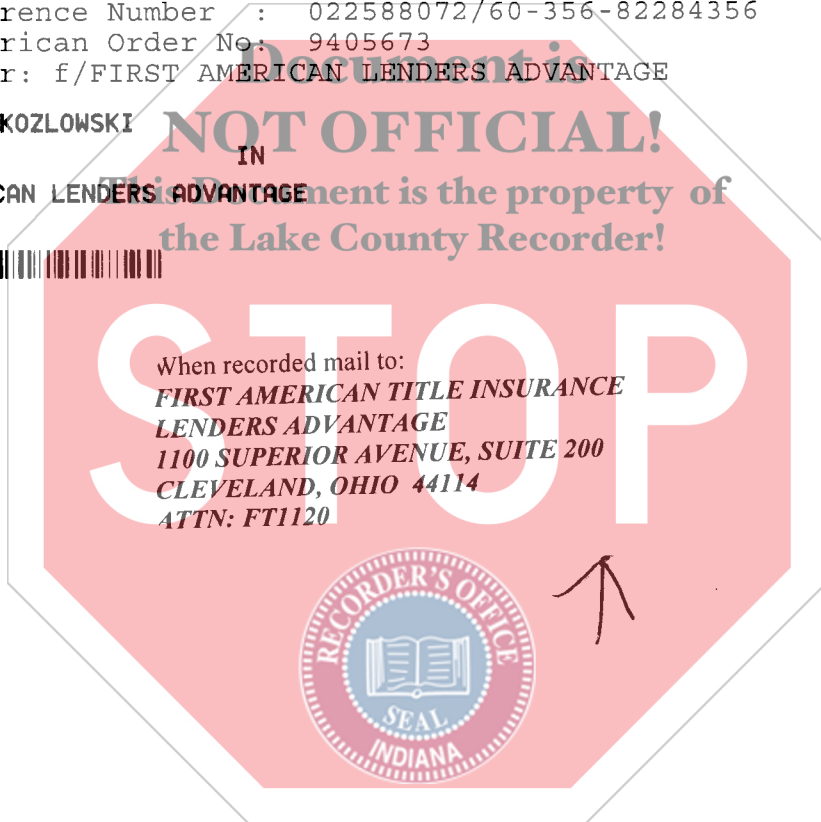 rence Number : 022588072/60-356-82284356
rican Order No: 9405673
r: f/FIRST AMERICAN LENDERS ADVANTAGE
Document is
KOZLOWSKI
NOT OFFICIAL!
IN
CAN LENDERS ADVANTAGE
This Document is the property of
the Lake County Recorder!
STOP
When recorded mail to:
FIRST AMERICAN TITLE INSURANCE
LENDERS ADVANTAGE
1100 SUPERIOR AVENUE, SUITE 200
CLEVELAND, OHIO 44114
ATTN: FT1120
RECORDER'S OFFICE
SEAL
INDIANA